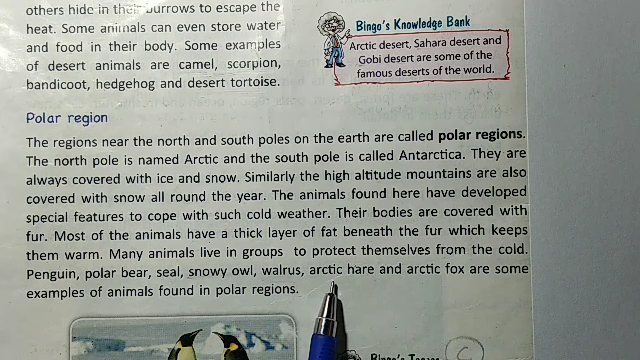 others hide in their burrows to escape the
heat. Some animals can even store water
and food in their body. Some examples
of desert animals are camel, scorpion,
bandicoot, hedgehog and desert tortoise.
Bingo's Knowledge Bank
Arctic desert, Sahara desert and
Gobi desert are some of the
famous deserts of the world.
Polar region
The regions near the north and south poles on the earth are called polar regions.
The north pole is named Arctic and the south pole is called Antarctica. They are
always covered with ice and snow. Similarly the high altitude mountains are also
covered with snow all round the year. The animals found here have developed
special features to cope with such cold weather. Their bodies are covered with
fur. Most of the animals have a thick layer of fat beneath the fur which keeps
them warm. Many animals live in groups to protect themselves from the cold.
Penguin, polar bear, seal, snowy owl, walrus, arctic hare and arctic fox are some
examples of animals found in polar regions.
Bingo's
C